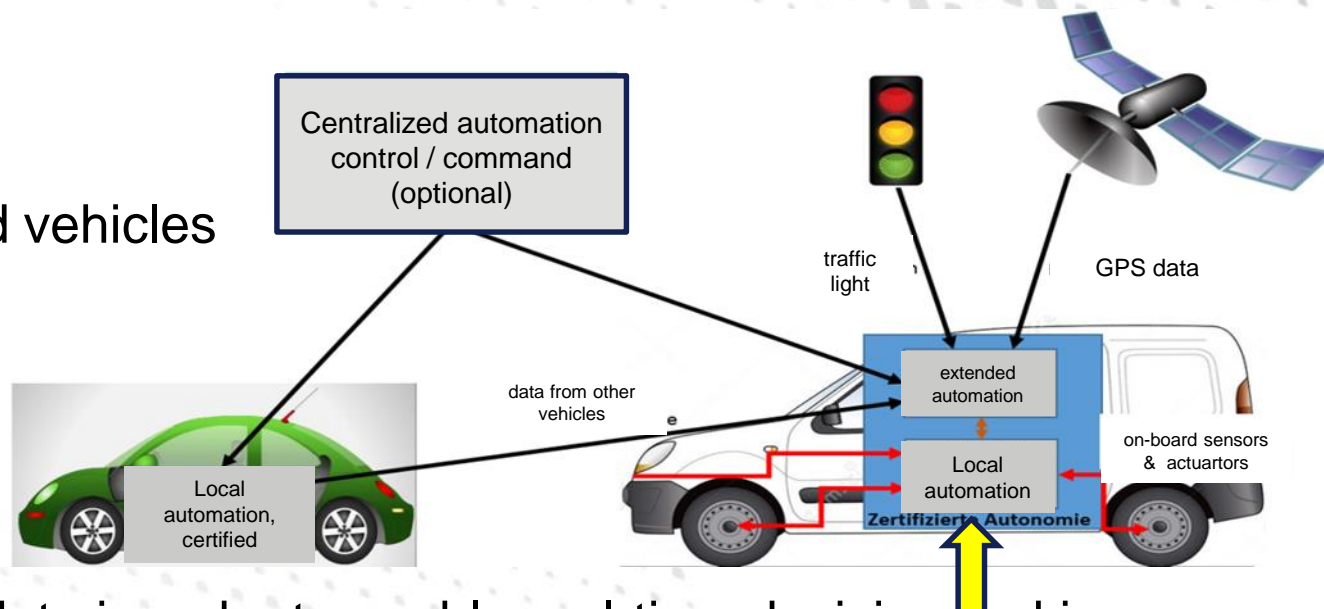 Centralized automation
control / command
(optional)
vehicles
traffic
light
GPS data
extended
automation
data from other
vehicles
e
on-board sensors
& actuartors
Local
automation
Local
automation,
certified
Zertifizierte Autonomie